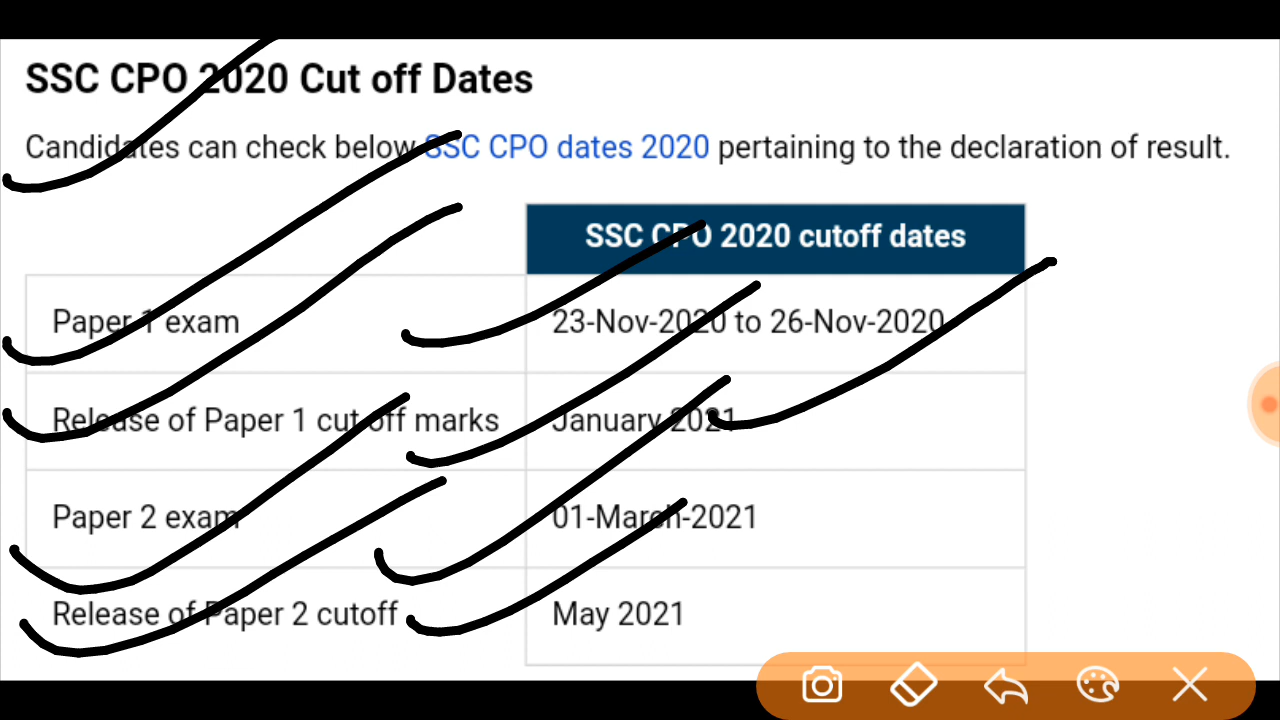 SSC CPO 2020 Cut off Dates
Candidates can check below SSC CPO dates 2020 pertaining to the declaration of result.
SSC CPO 2020 cutoff dates
Paper 1 exam 23-Nov-2020 to 26-Nov-2020
Release of Paper 1 cut off marks January 2021
Paper 2 exam 01-March-2021
Release of Paper 2 cutoff May 2021